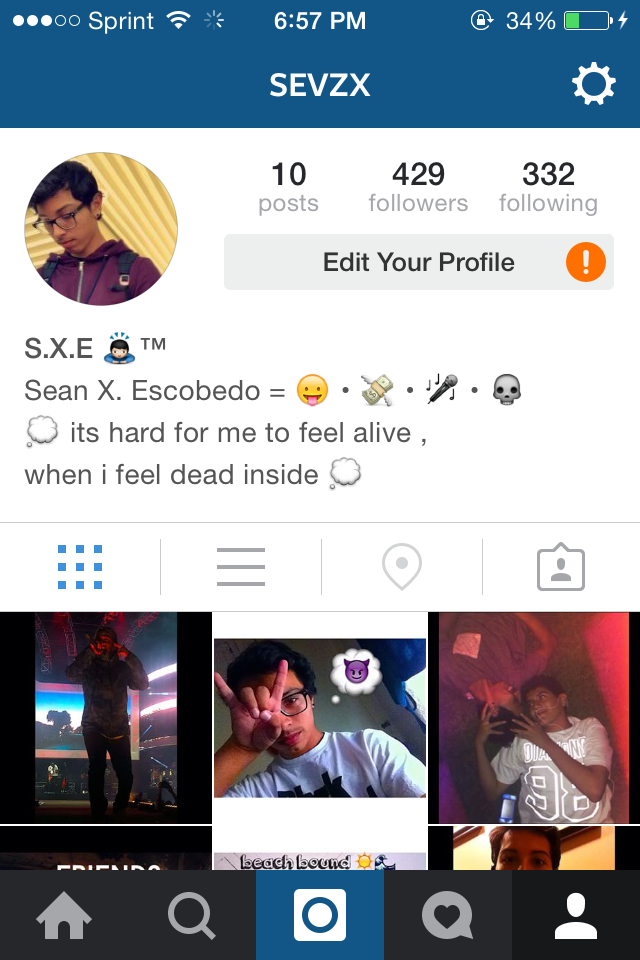 Sprint 6:57 PM 34%
SEVZX
10 429 332
posts followers following
Edit Your Profile
S.X.E 🙇™
Sean X. Escobedo = 😛 • 💸 • 🎤 • 💀
💭 its hard for me to feel alive ,
when i feel dead inside 💭
98
beach bound